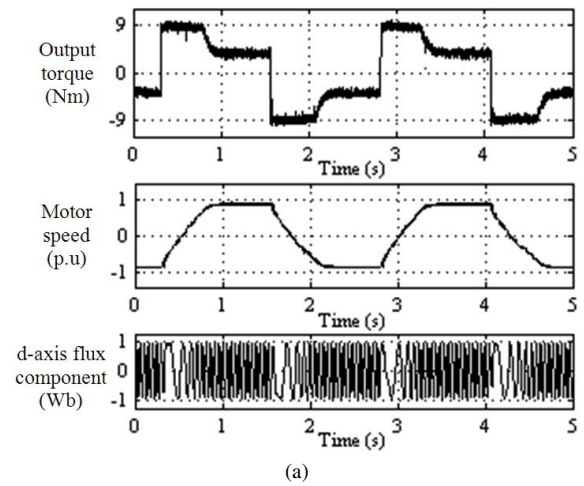 Output torque (Nm)
9
0
-9
0 1 2 3 4 5
Time (s)
Motor speed (p.u)
1
0
-1
0 1 2 3 4 5
Time (s)
d-axis flux component (Wb)
1
0
-1
0 1 2 3 4 5
Time (s)
(a)